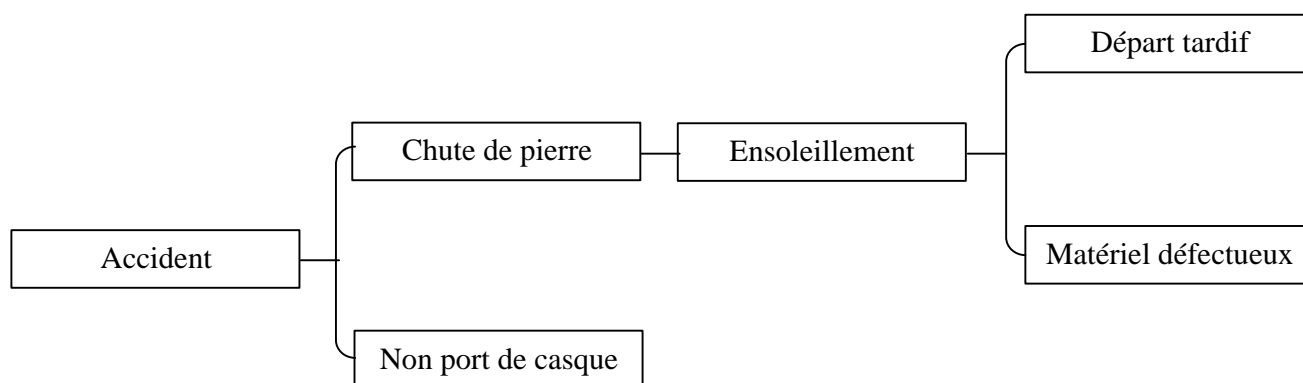 Départ tardif
Chute de pierre
Ensoleillement
Accident
Matériel défectueux
Non port de casque